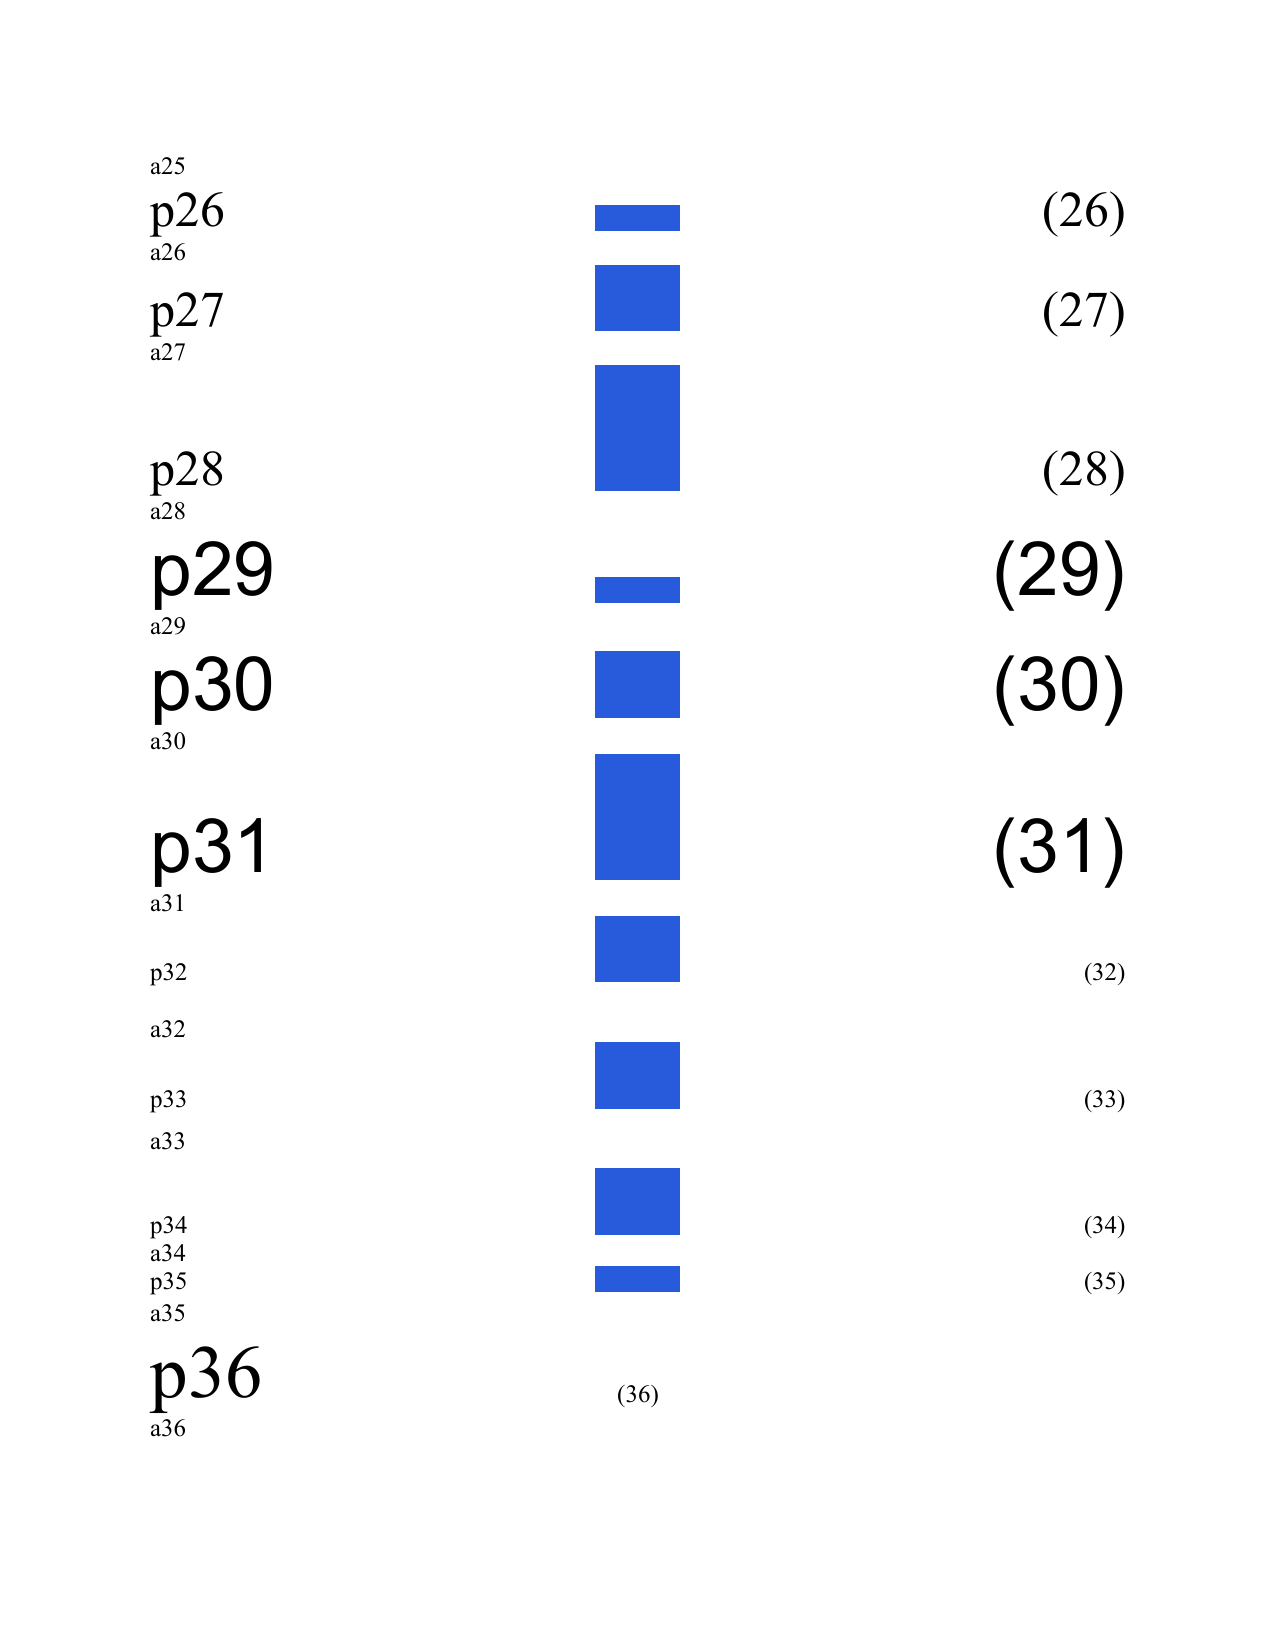 a25
p26 (26)
a26
p27 (27)
a27
p28 (28)
a28
p29 (29)
a29
p30 (30)
a30
p31 (31)
a31
p32 (32)
a32
p33 (33)
a33
p34 (34)
a34
p35 (35)
a35
p36 (36)
a36